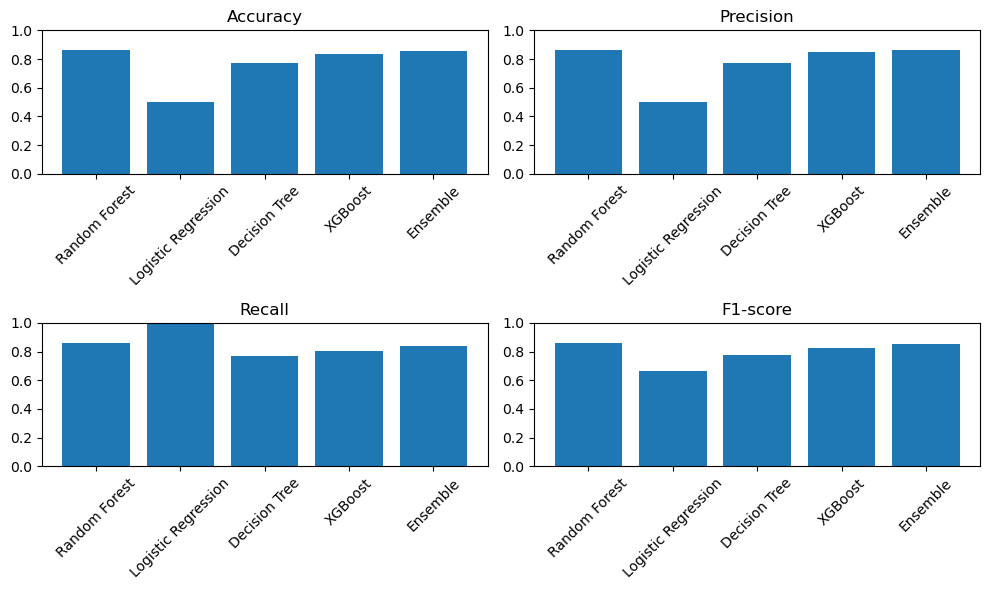 Accuracy
1.0
0.8
0.6
0.4
0.2
0.0
Random Forest
Logistic Regression
Decision Tree
XGBoost
Ensemble
Precision
1.0
0.8
0.6
0.4
0.2
0.0
Random Forest
Logistic Regression
Decision Tree
XGBoost
Ensemble
Recall
1.0
0.8
0.6
0.4
0.2
0.0
Random Forest
Logistic Regression
Decision Tree
XGBoost
Ensemble
F1-score
1.0
0.8
0.6
0.4
0.2
0.0
Random Forest
Logistic Regression
Decision Tree
XGBoost
Ensemble